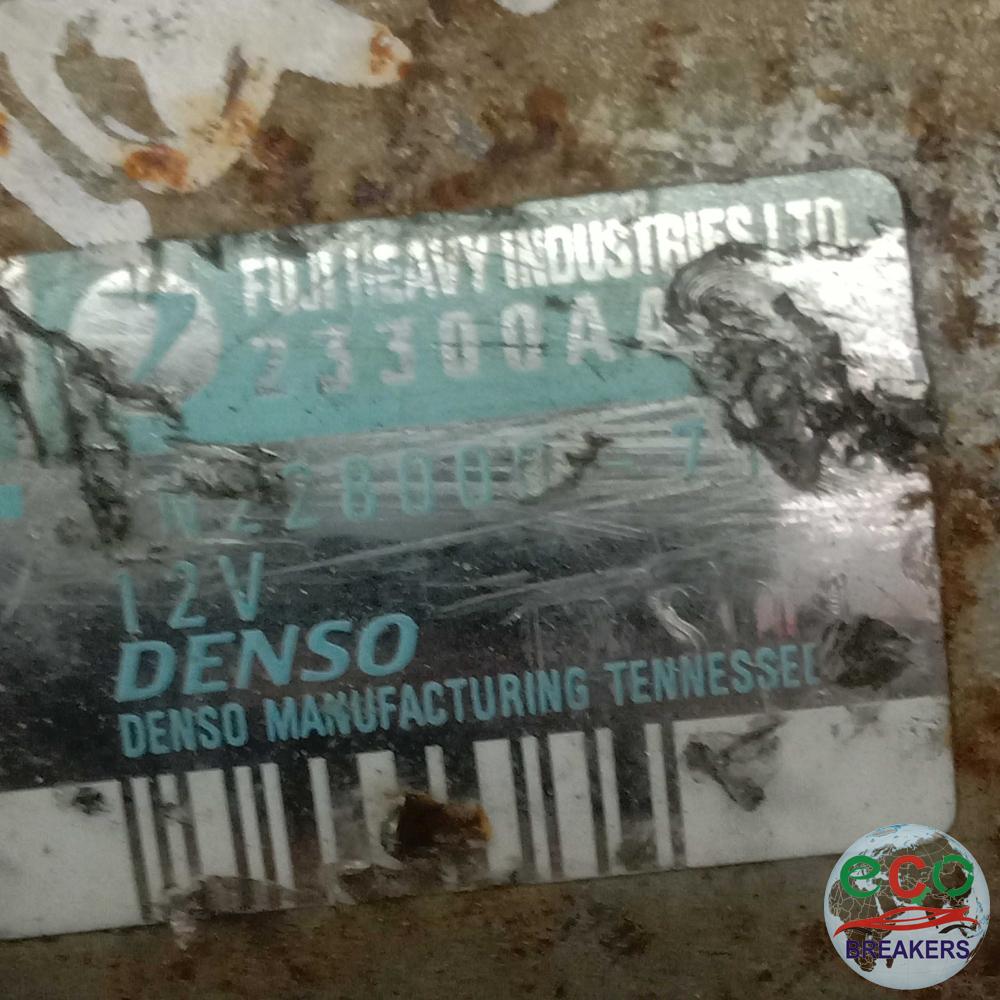 FUJI HEAVY INDUSTRIES LTD.
23300AA
12V
DENSO
DENSO MANUFACTURING TENNESSEE
eco
BREAKERS